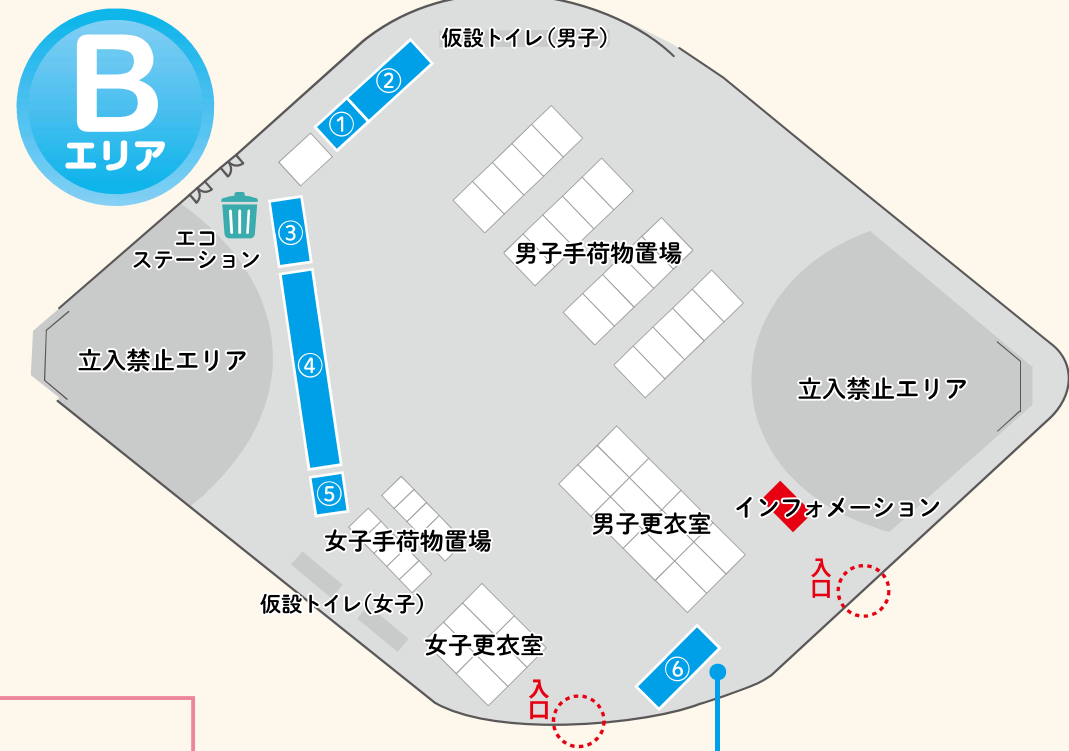 B
エリア
仮設トイレ(男子)
②
①
③
エコ
ステーション
男子手荷物置場
立入禁止エリア
④
立入禁止エリア
⑤
インフォメーション
男子更衣室
女子手荷物置場
入口
仮設トイレ(女子)
女子更衣室
⑥
入口